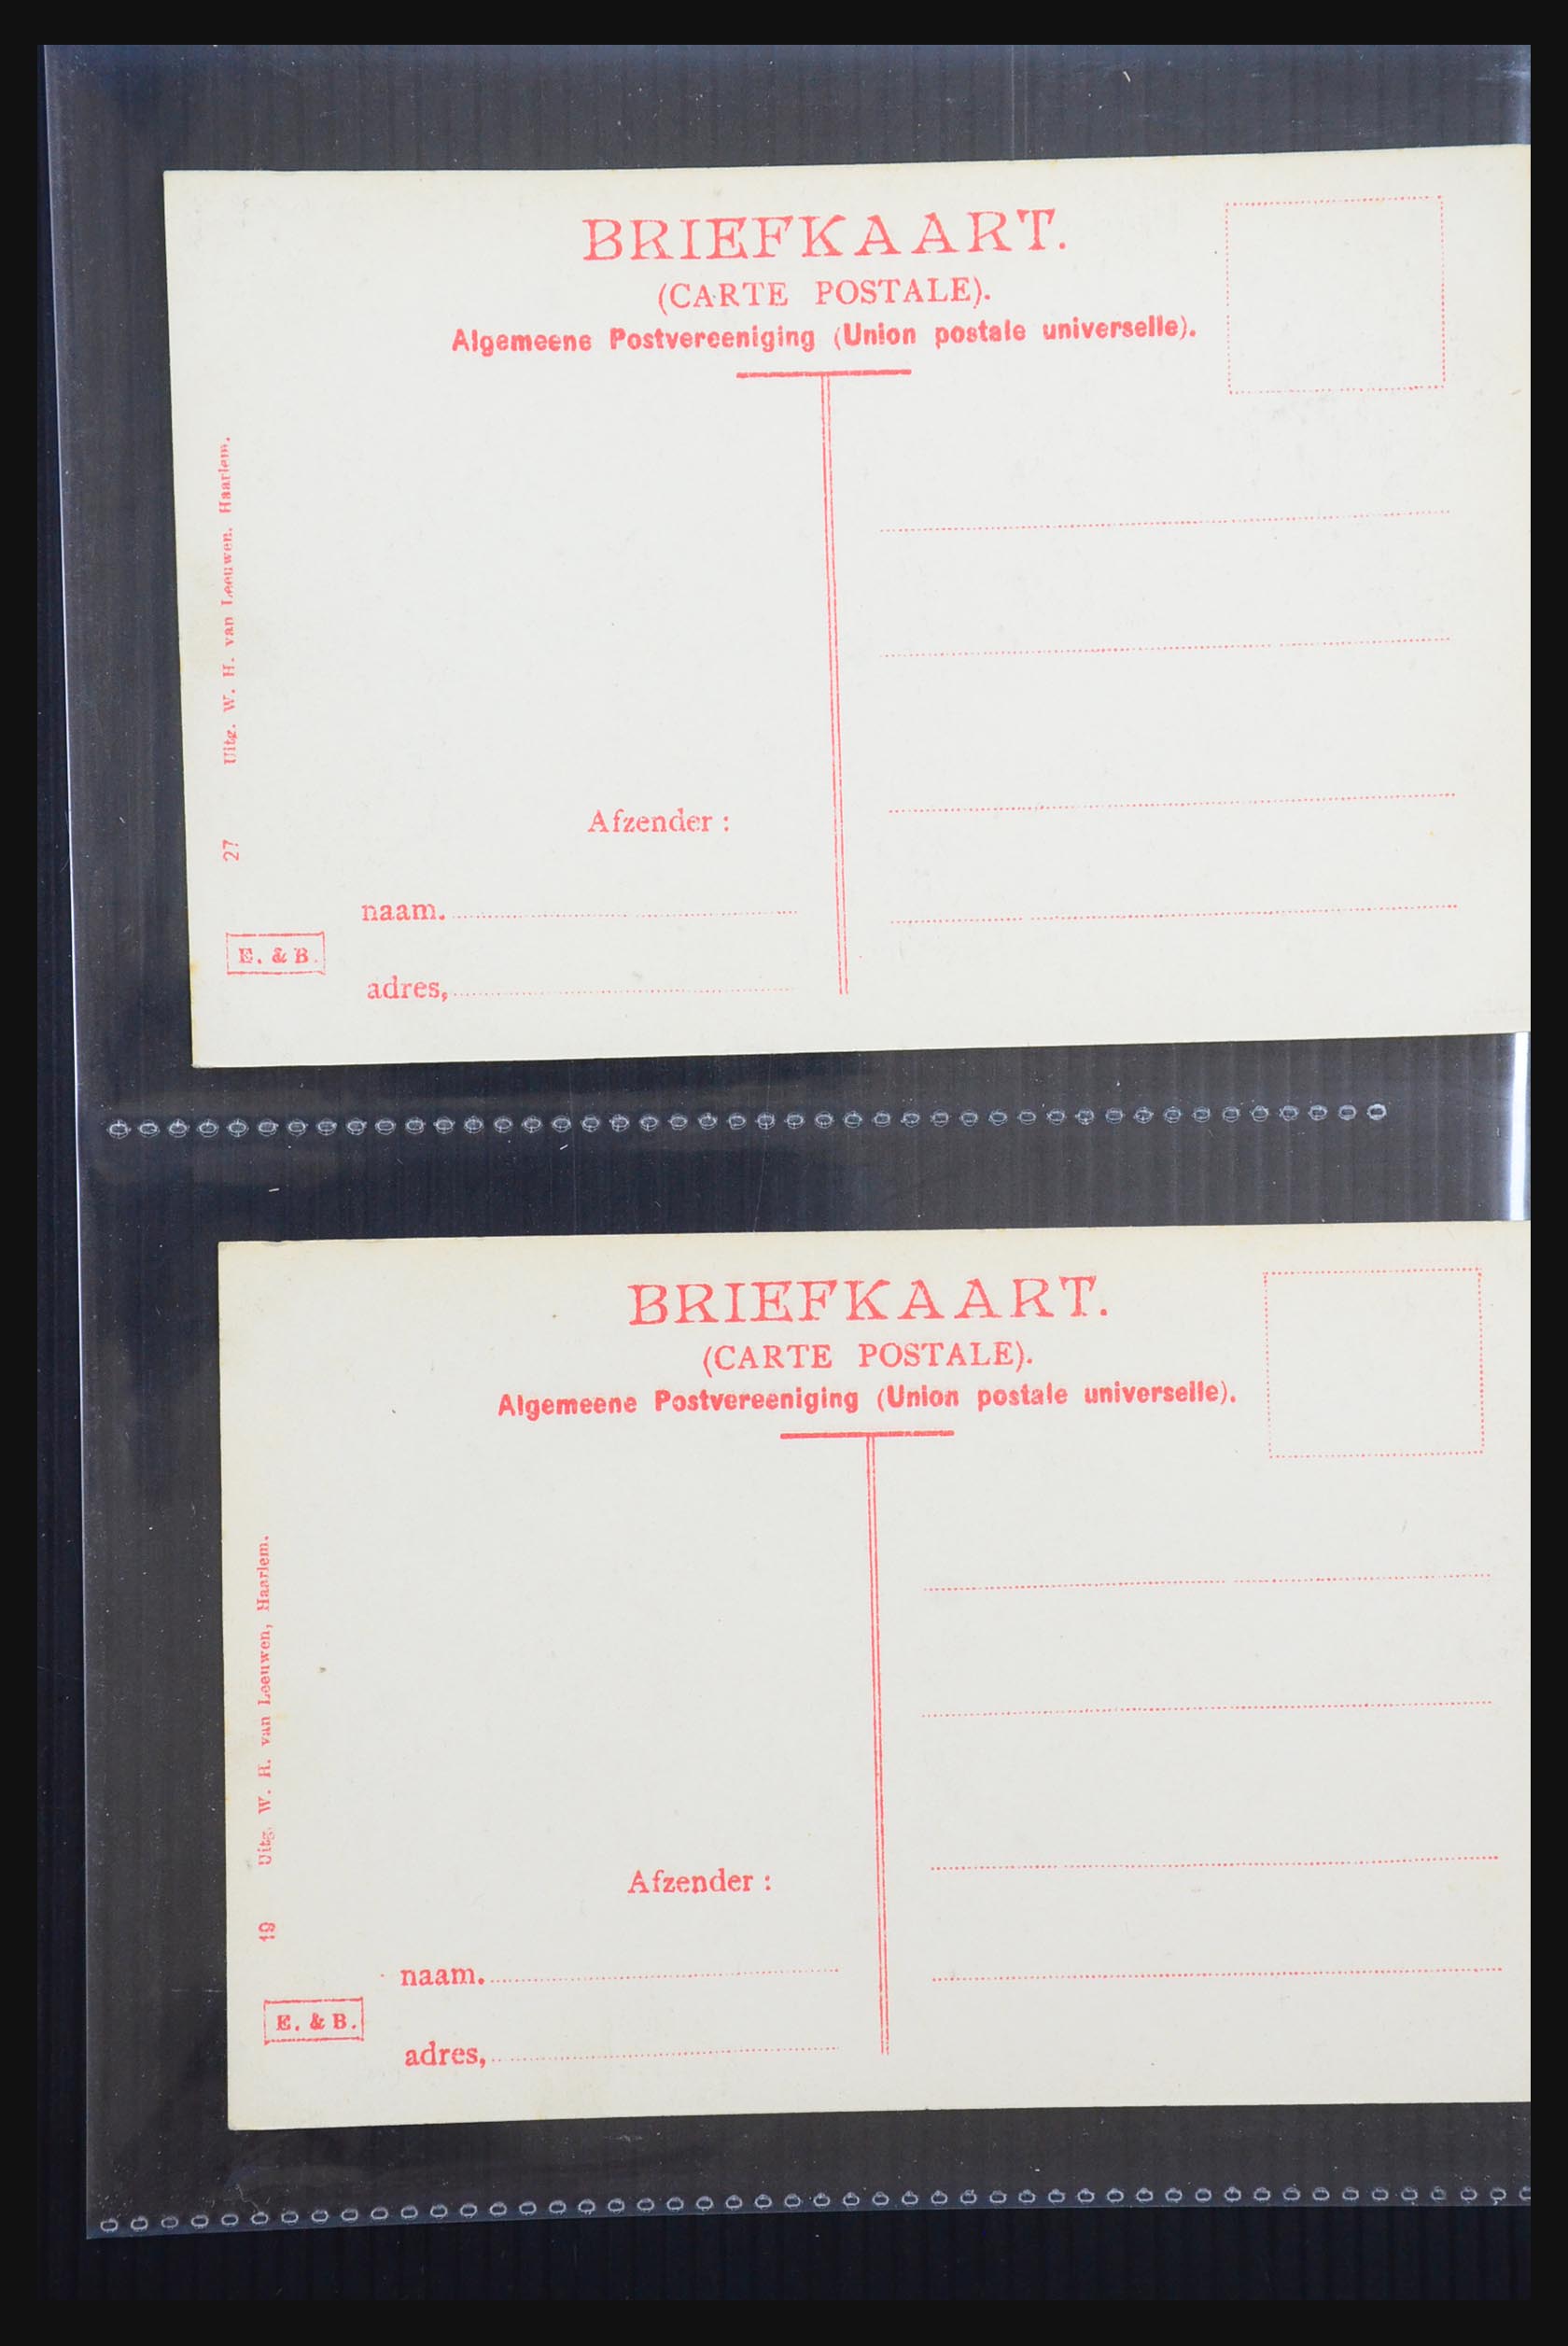 BRIEFKAART.
(CARTE POSTALE).
Algemeene Postvereeniging (Union postale universelle).
Uitg. W. H. van Leeuwen. Haarlem.
27
Afzender :
naam.
E. & B.
adres,
BRIEFKAART.
(CARTE POSTALE).
Algemeene Postvereeniging (Union postale universelle).
Uitg. W. H. van Leeuwen, Haarlem.
19
Afzender :
naam.
E. & B.
adres,